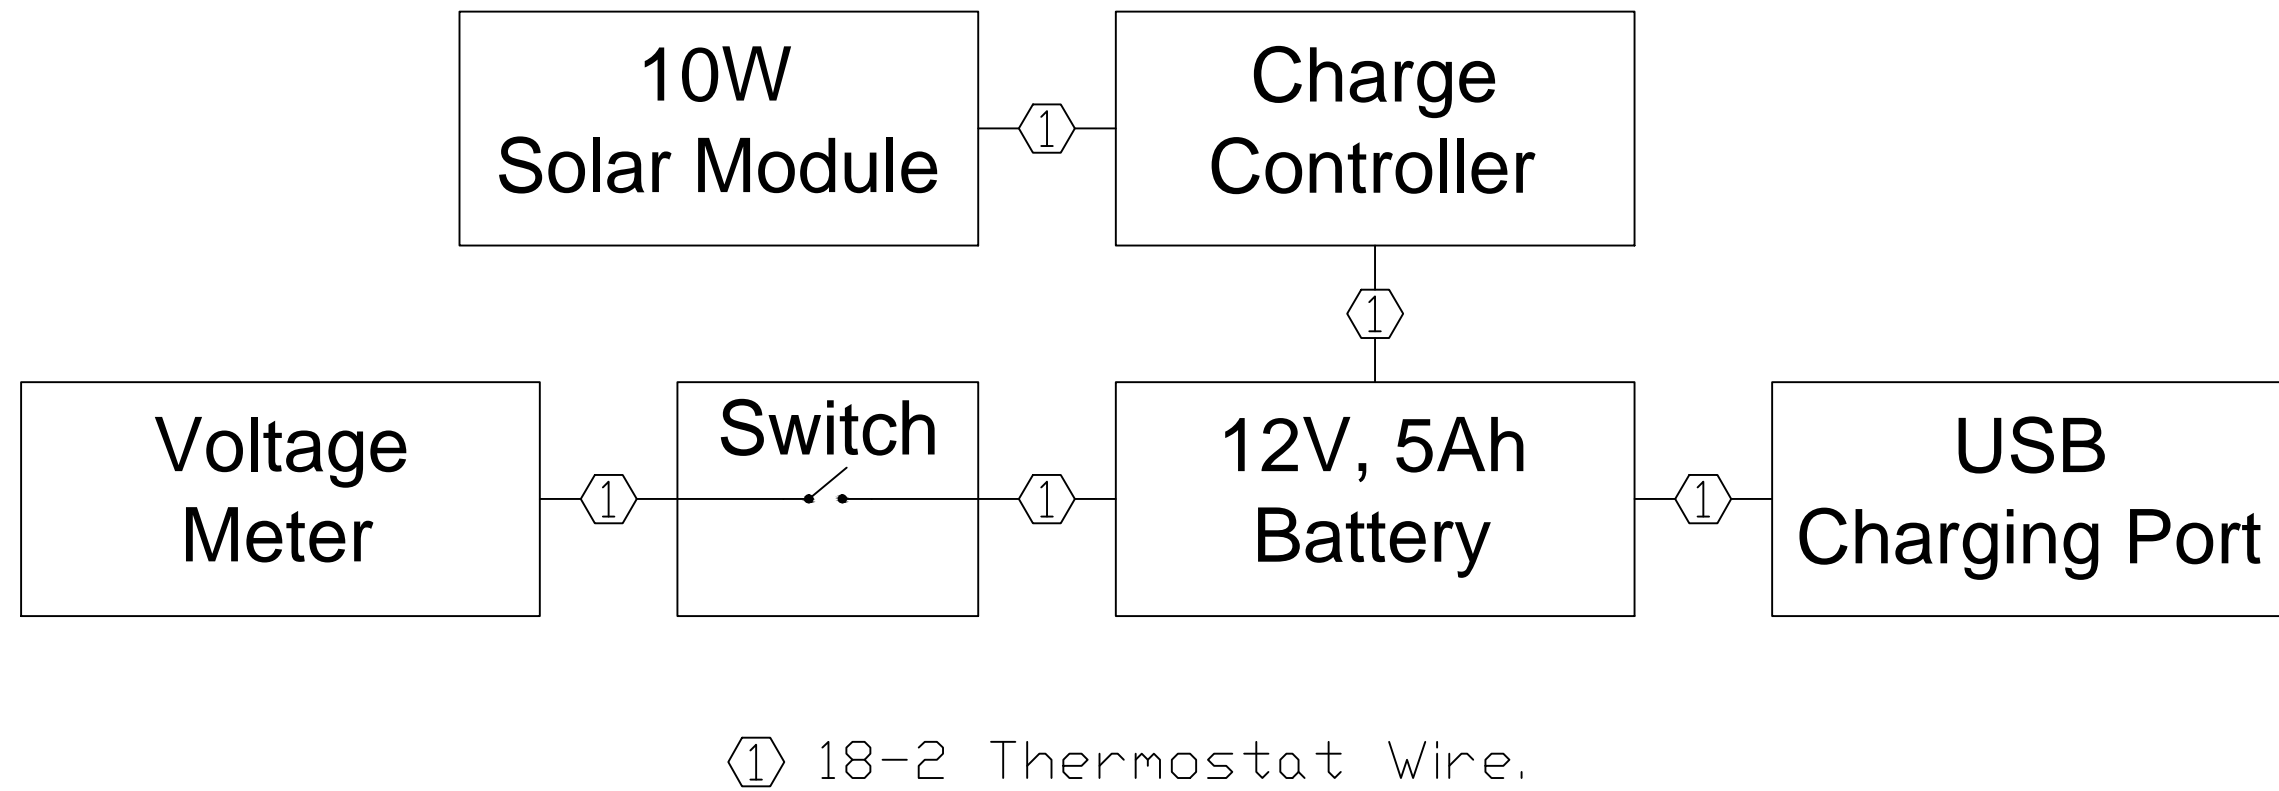 10W
Solar Module
1
Charge
Controller
1
Voltage
Meter
1
Switch
1
12V, 5Ah
Battery
1
USB
Charging Port
1 18-2 Thermostat Wire.